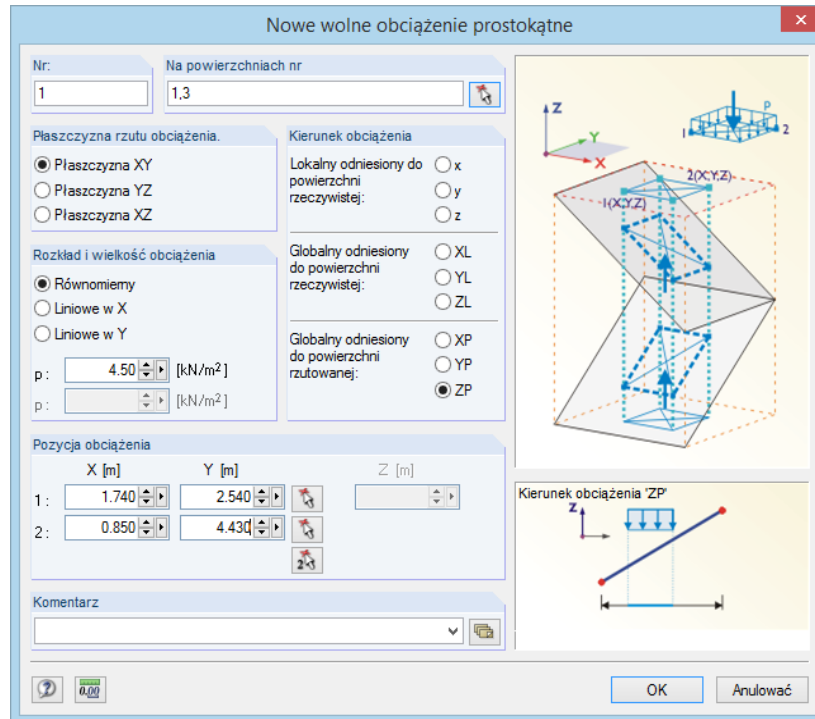 Nowe wolne obciążenie prostokątne
Nr:
1
Na powierzchniach nr
1,3
Płaszczyzna rzutu obciążenia.
Płaszczyzna XY
Płaszczyzna YZ
Płaszczyzna XZ
Kierunek obciążenia
Lokalny odniesiony do
powierzchni
rzeczywistej:
x
y
z
Globalny odniesiony
do powierzchni
rzeczywistej:
XL
YL
ZL
Globalny odniesiony
do powierzchni
rzutowanej:
XP
YP
ZP
Rozkład i wielkość obciążenia
Równomierny
Liniowe w X
Liniowe w Y
p : 4.50 [kN/m²]
p : [kN/m²]
Pozycja obciążenia
X [m] Y [m] Z [m]
1 : 1.740 2.540
2 : 0.850 4.430
2
Komentarz
0.00
Z
Y
X
p
1
2
2(X,Y,Z)
1(X,Y,Z)
Kierunek obciążenia 'ZP'
Z
OK
Anulować